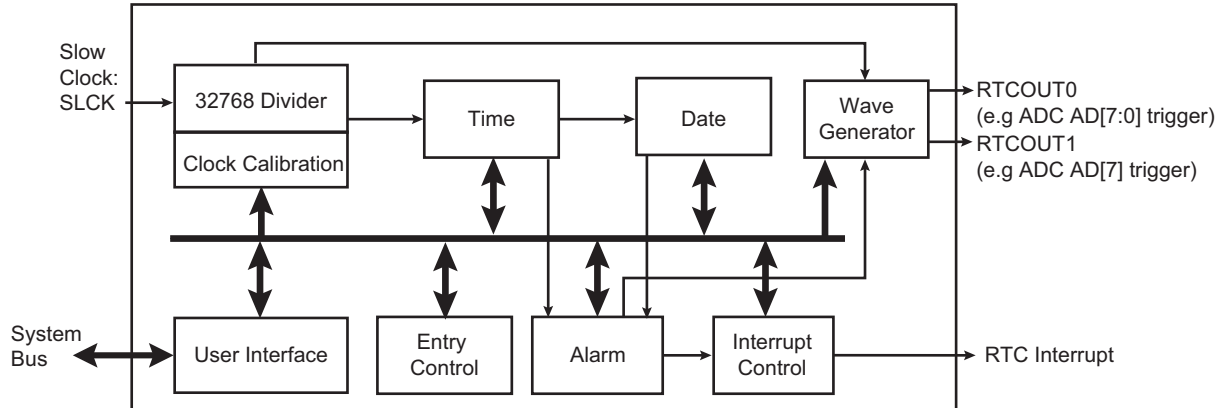 Slow
Clock:
SLCK
32768 Divider
Clock Calibration
Time
Date
Wave
Generator
RTCOUT0
(e.g ADC AD[7:0] trigger)
RTCOUT1
(e.g ADC AD[7] trigger)
System
Bus
User Interface
Entry
Control
Alarm
Interrupt
Control
RTC Interrupt